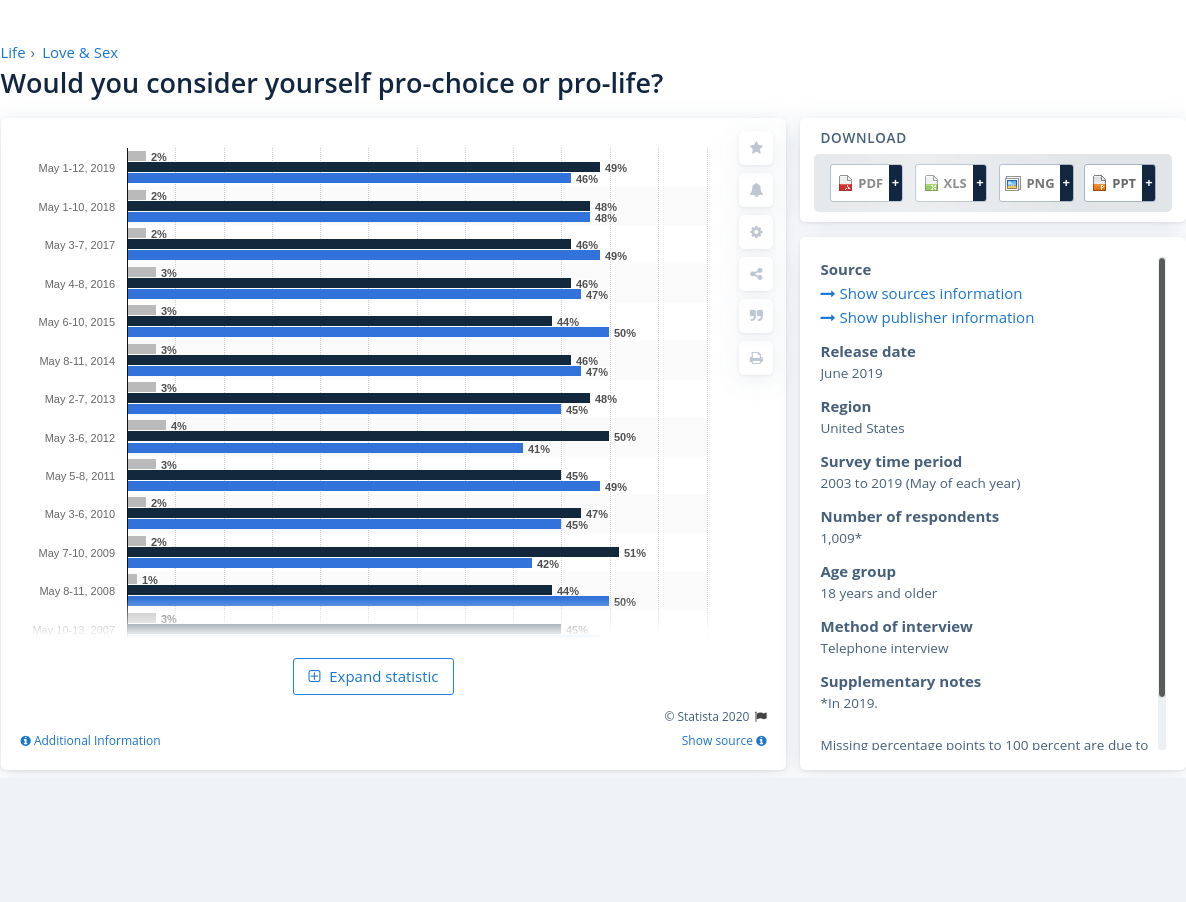 Life › Love & Sex
Would you consider yourself pro-choice or pro-life?
May 1-12, 2019
2%
49%
46%
May 1-10, 2018
2%
48%
48%
May 3-7, 2017
2%
46%
49%
May 4-8, 2016
3%
46%
47%
May 6-10, 2015
3%
44%
50%
May 8-11, 2014
3%
46%
47%
May 2-7, 2013
3%
48%
45%
May 3-6, 2012
4%
50%
41%
May 5-8, 2011
3%
45%
49%
May 3-6, 2010
2%
47%
45%
May 7-10, 2009
2%
51%
42%
May 8-11, 2008
1%
44%
50%
May 10-13, 2007
3%
45%
Expand statistic
© Statista 2020
Additional Information
Show source
DOWNLOAD
PDF + XLS + PNG + PPT +
Source
Show sources information
Show publisher information
Release date
June 2019
Region
United States
Survey time period
2003 to 2019 (May of each year)
Number of respondents
1,009*
Age group
18 years and older
Method of interview
Telephone interview
Supplementary notes
*In 2019.
Missing percentage points to 100 percent are due to